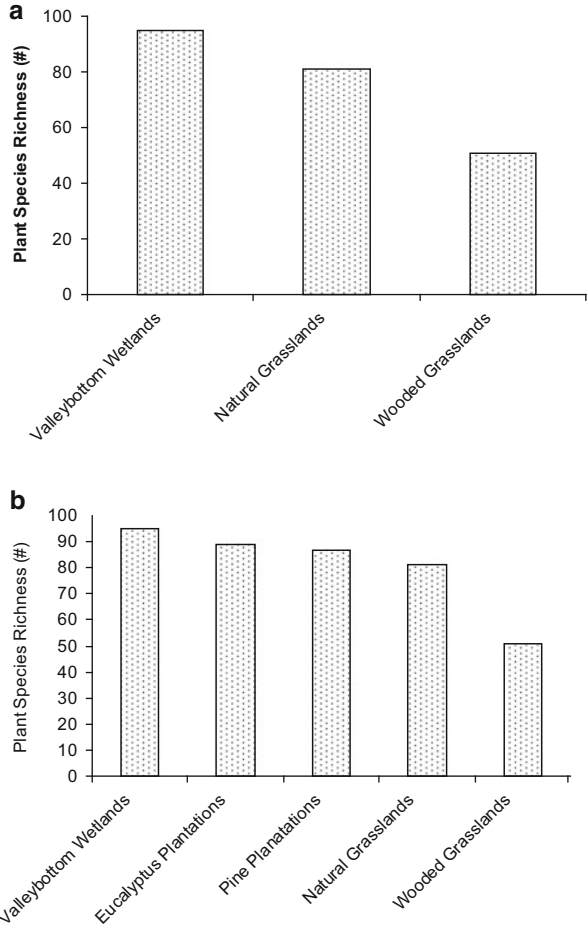 a
Plant Species Richness (#)
100
80
60
40
20
0
Valleybottom Wetlands
Natural Grasslands
Wooded Grasslands
b
Plant Species Richness (#)
100
90
80
70
60
50
40
30
20
10
0
Valleybottom Wetlands
Eucalyptus Plantations
Pine Planatations
Natural Grasslands
Wooded Grasslands